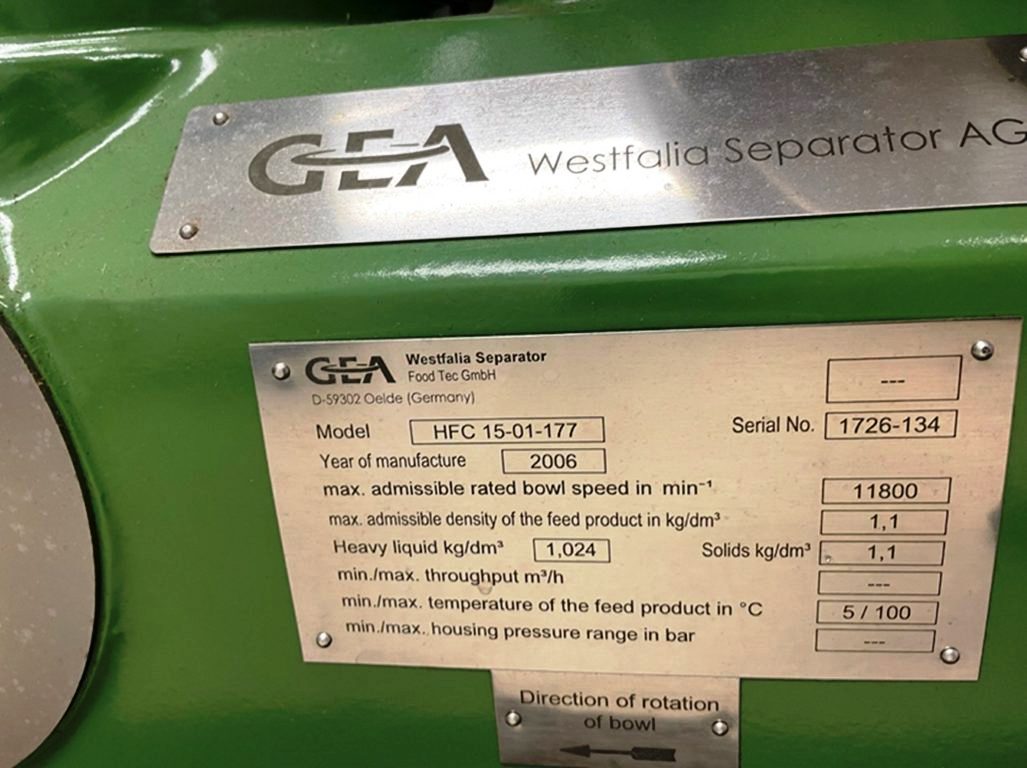 GEA Westfalia Separator AG
GEA Westfalia Separator
Food Tec GmbH
D-59302 Oelde (Germany)
---
Model HFC 15-01-177 Serial No. 1726-134
Year of manufacture 2006
max. admissible rated bowl speed in min⁻¹ 11800
max. admissible density of the feed product in kg/dm³ 1,1
Heavy liquid kg/dm³ 1,024 Solids kg/dm³ 1,1
min./max. throughput m³/h ---
min./max. temperature of the feed product in °C 5 / 100
min./max. housing pressure range in bar ---
Direction of rotation
of bowl